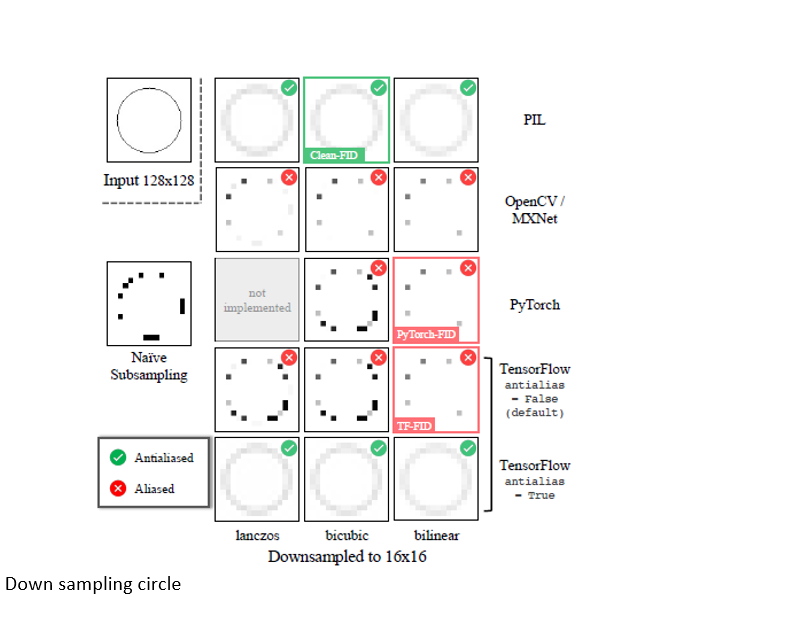 Input 128x128
Clean-FID
PIL
OpenCV /
MXNet
Naïve
Subsampling
not
implemented
PyTorch-FID
PyTorch
TF-FID
TensorFlow
antialias
= False
(default)
Antialiased
Aliased
TensorFlow
antialias
= True
lanczos
bicubic
bilinear
Downsampled to 16x16
Down sampling circle